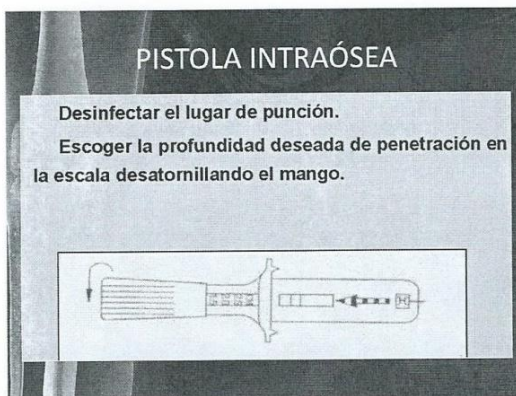 PISTOLA INTRAÓSEA
Desinfectar el lugar de punción.
Escoger la profundidad deseada de penetración en
la escala desatornillando el mango.